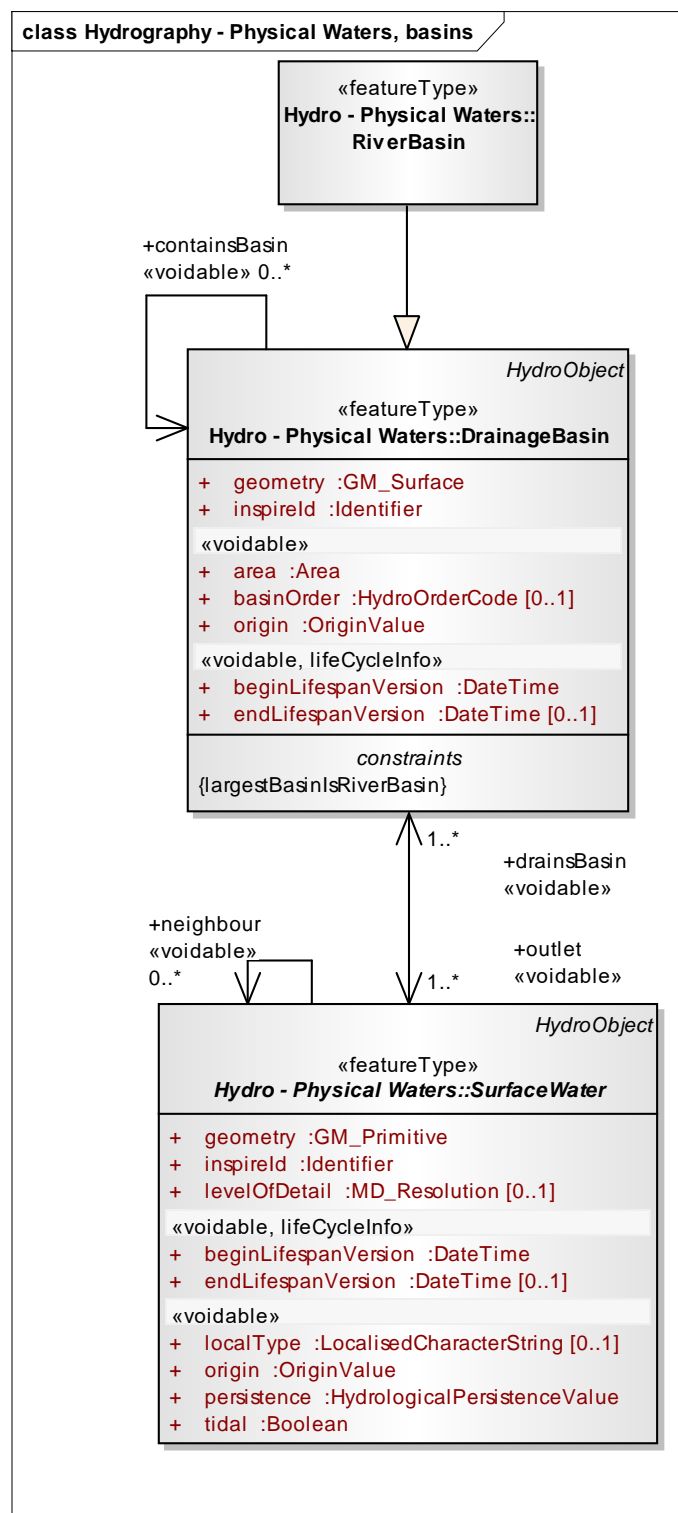 class Hydrography - Physical Waters, basins
«featureType»
Hydro - Physical Waters::
RiverBasin
+containsBasin
«voidable» 0..*
HydroObject
«featureType»
Hydro - Physical Waters::DrainageBasin
+ geometry :GM_Surface
+ inspireId :Identifier
«voidable»
+ area :Area
+ basinOrder :HydroOrderCode [0..1]
+ origin :OriginValue
«voidable, lifeCycleInfo»
+ beginLifespanVersion :DateTime
+ endLifespanVersion :DateTime [0..1]
constraints
{largestBasinIsRiverBasin}
1..*
+drainsBasin
«voidable»
+neighbour
«voidable»
0..*
+outlet
«voidable»
1..*
HydroObject
«featureType»
Hydro - Physical Waters::SurfaceWater
+ geometry :GM_Primitive
+ inspireId :Identifier
+ levelOfDetail :MD_Resolution [0..1]
«voidable, lifeCycleInfo»
+ beginLifespanVersion :DateTime
+ endLifespanVersion :DateTime [0..1]
«voidable»
+ localType :LocalisedCharacterString [0..1]
+ origin :OriginValue
+ persistence :HydrologicalPersistenceValue
+ tidal :Boolean